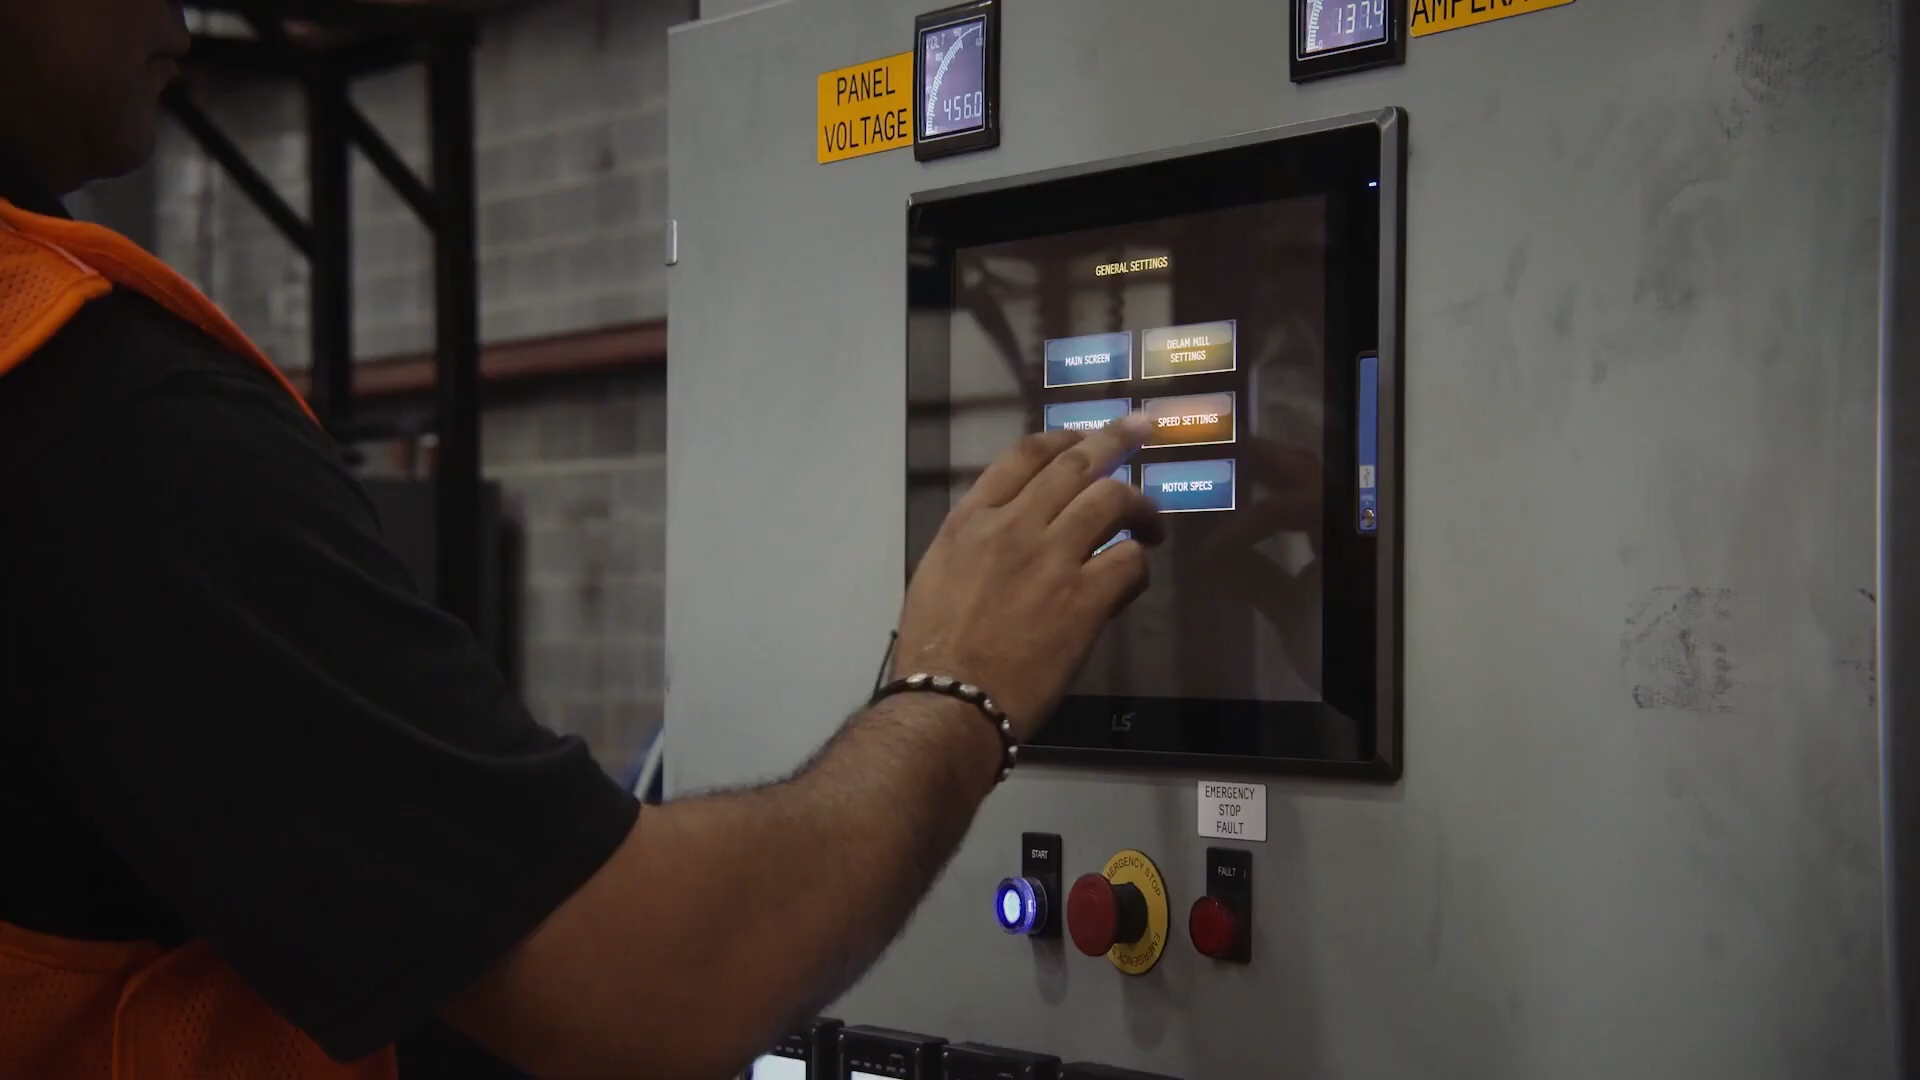 VOLT
456.0
137.4
PANEL
VOLTAGE
GENERAL SETTINGS
MAIN SCREEN
DELAM MILL
SETTINGS
MAINTENANCE
SPEED SETTINGS
MOTOR SPECS
LS
EMERGENCY
STOP
FAULT
START
EMERGENCY STOP
FAULT